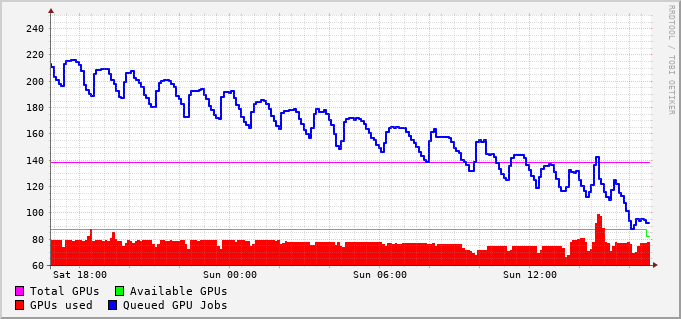 240
220
200
180
160
140
120
100
80
60
Sat 18:00 Sun 00:00 Sun 06:00 Sun 12:00
Total GPUs Available GPUs
GPUs used Queued GPU Jobs
RRDTOOL / TOBI OETIKER